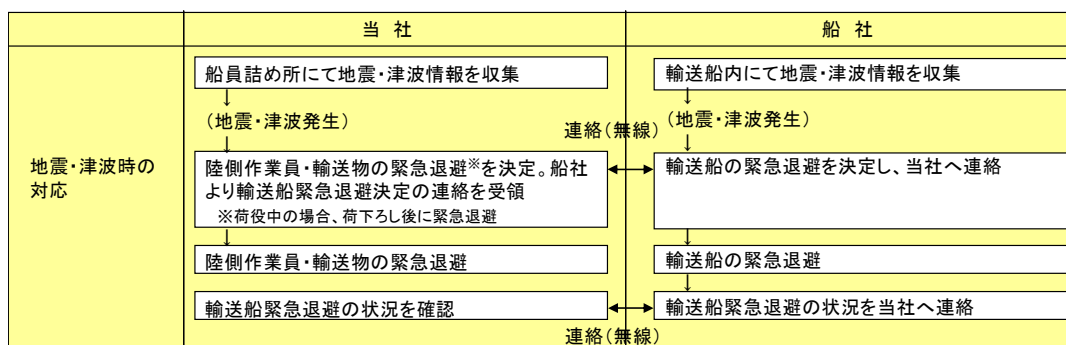 当 社
船 社
地震・津波時の
対応
船員詰め所にて地震・津波情報を収集
↓
(地震・津波発生)
↓
陸側作業員・輸送物の緊急退避※を決定。船社
より輸送船緊急退避決定の連絡を受領
※荷役中の場合、荷下ろし後に緊急退避
↓
陸側作業員・輸送物の緊急退避
輸送船緊急退避の状況を確認
連絡(無線)
連絡(無線)
輸送船内にて地震・津波情報を収集
↓
(地震・津波発生)
↓
輸送船の緊急退避を決定し、当社へ連絡
↓
輸送船の緊急退避
↓
輸送船緊急退避の状況を当社へ連絡